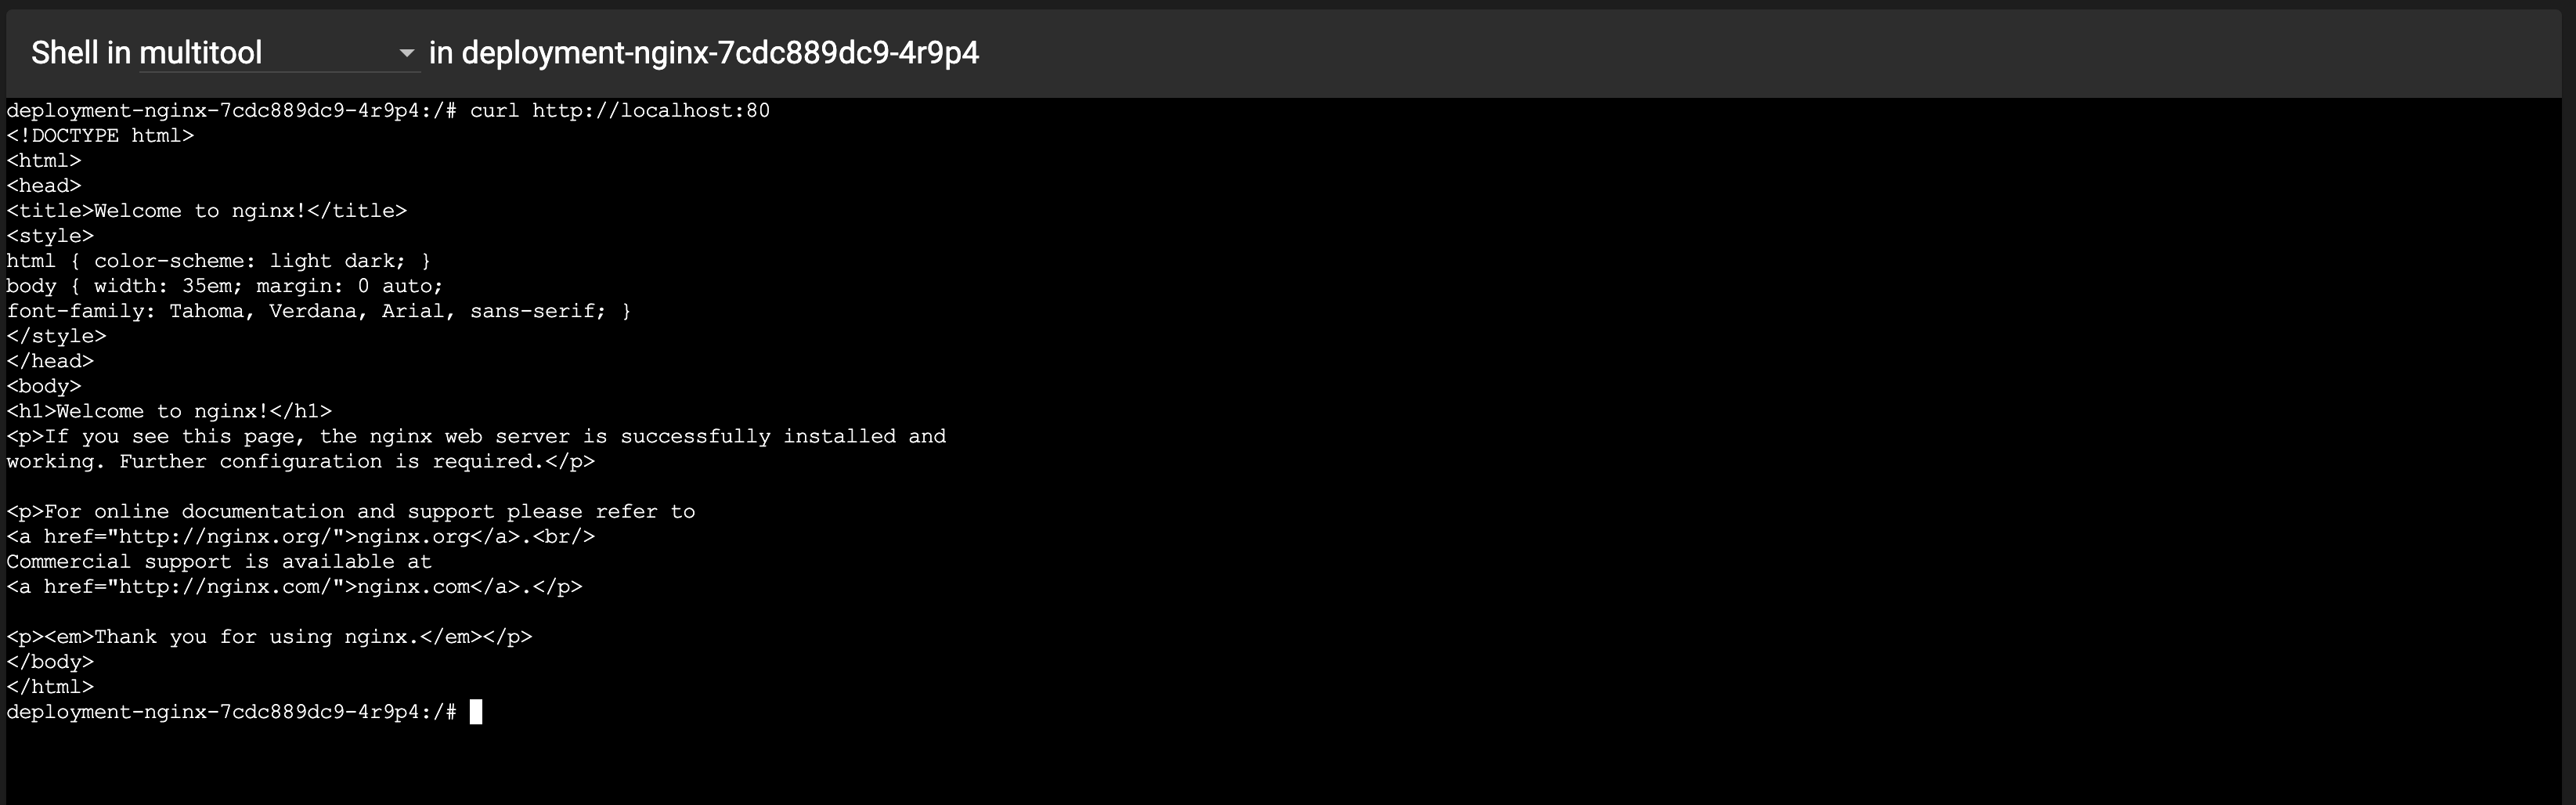 Shell in multitool in deployment-nginx-7cdc889dc9-4r9p4
deployment-nginx-7cdc889dc9-4r9p4:/# curl http://localhost:80
<!DOCTYPE html>
<html>
<head>
<title>Welcome to nginx!</title>
<style>
html { color-scheme: light dark; }
body { width: 35em; margin: 0 auto;
font-family: Tahoma, Verdana, Arial, sans-serif; }
</style>
</head>
<body>
<h1>Welcome to nginx!</h1>
<p>If you see this page, the nginx web server is successfully installed and
working. Further configuration is required.</p>

<p>For online documentation and support please refer to
<a href="http://nginx.org/">nginx.org</a>.<br/>
Commercial support is available at
<a href="http://nginx.com/">nginx.com</a>.</p>

<p><em>Thank you for using nginx.</em></p>
</body>
</html>
deployment-nginx-7cdc889dc9-4r9p4:/#